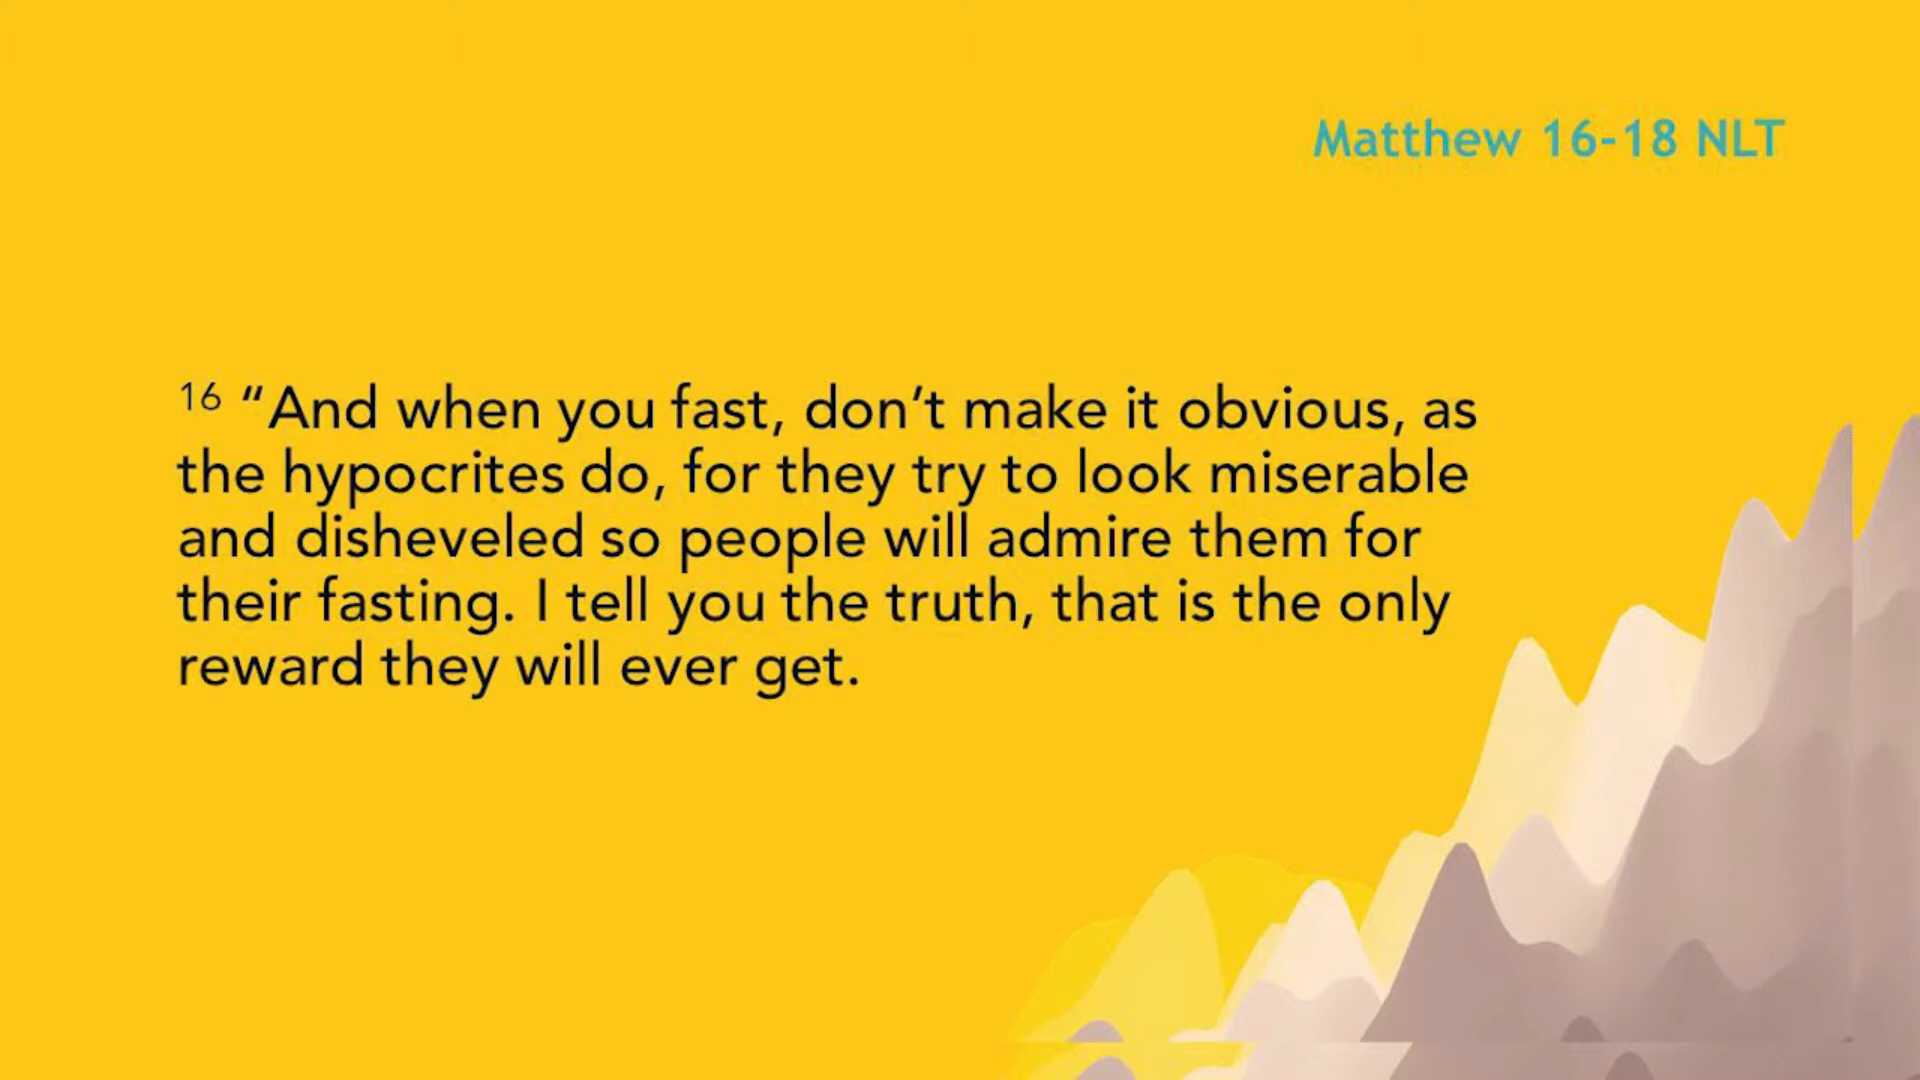 Matthew 16-18 NLT
16 “And when you fast, don’t make it obvious, as
the hypocrites do, for they try to look miserable
and disheveled so people will admire them for
their fasting. I tell you the truth, that is the only
reward they will ever get.